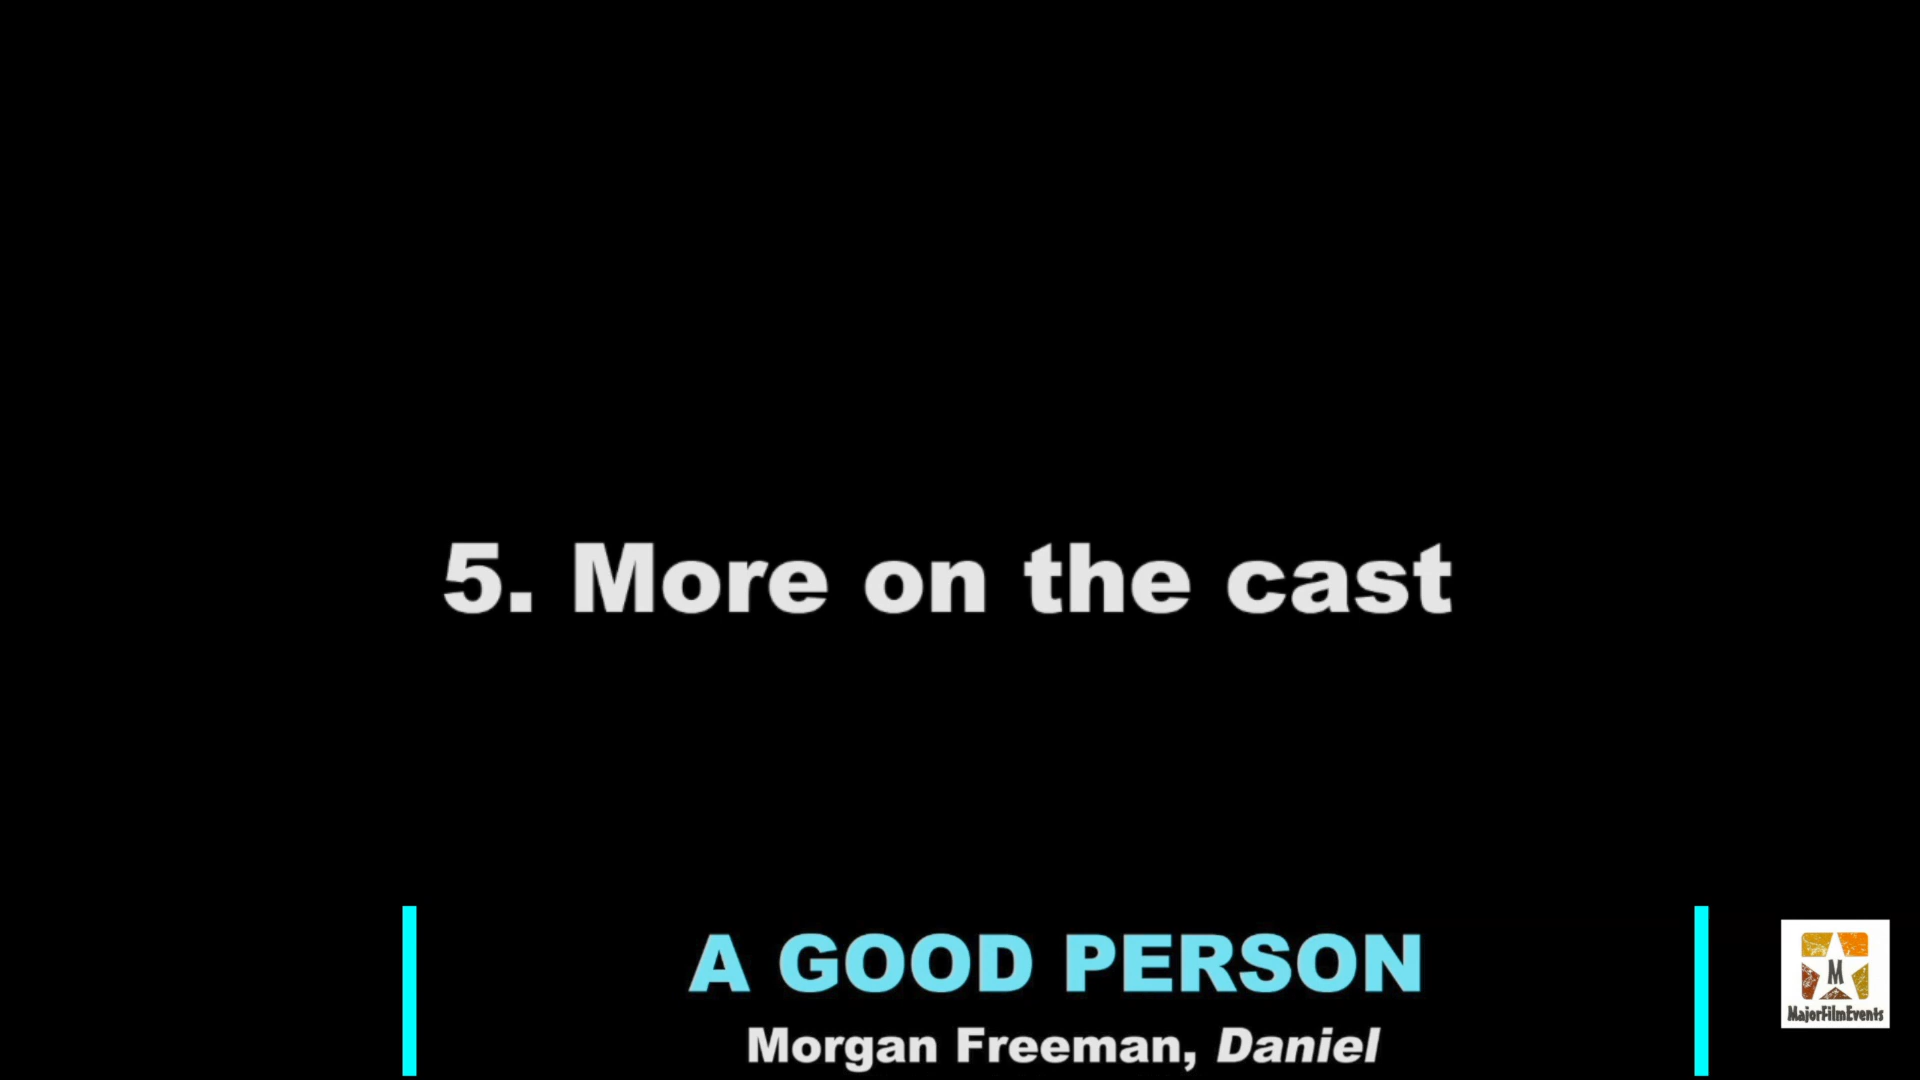 5. More on the cast
A GOOD PERSON
Morgan Freeman, Daniel
M
MajorFilmEvents